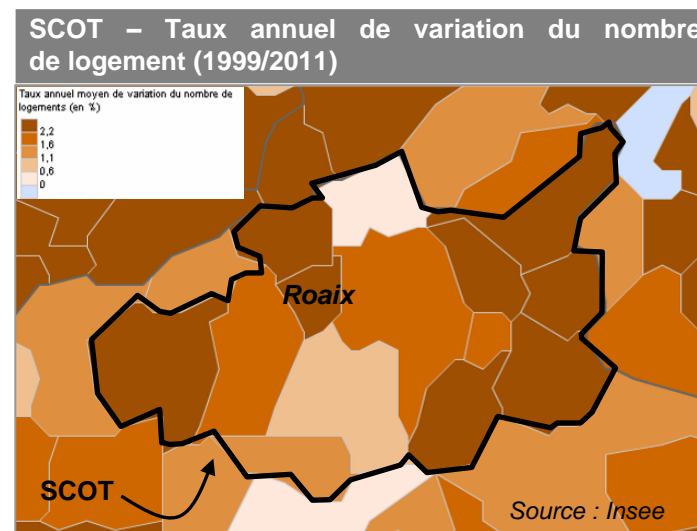 SCOT – Taux annuel de variation du nombre
de logement (1999/2011)
Taux annuel moyen de variation du nombre de
logements (en %)
2,2
1,6
1,1
0,6
0
Roaix
SCOT
Source : Insee